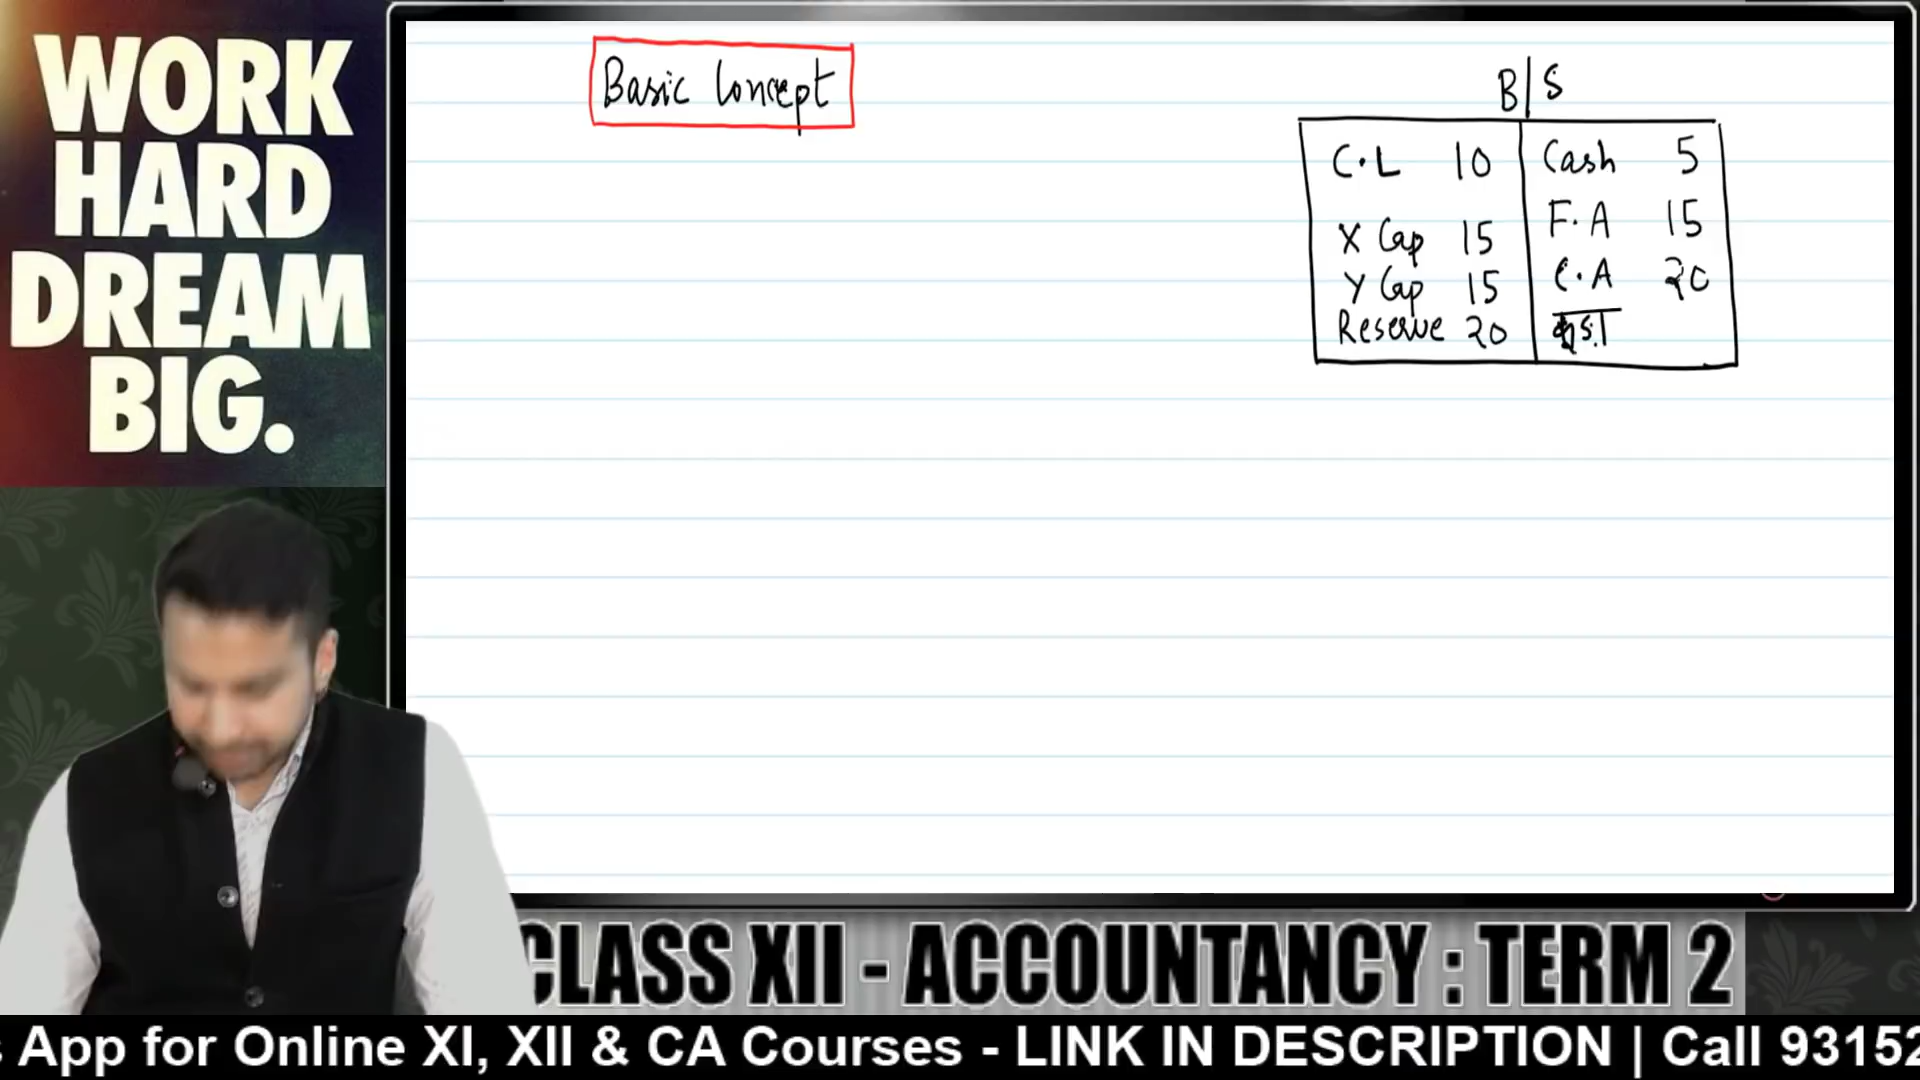 WORK
HARD
DREAM
BIG.
Basic Concept
B/S
C.L 10 Cash 5
X Cap 15 F.A 15
Y Cap 15 C.A 20
Reserve 20
CLASS XII - ACCOUNTANCY : TERM 2
s App for Online XI, XII & CA Courses - LINK IN DESCRIPTION | Call 93152